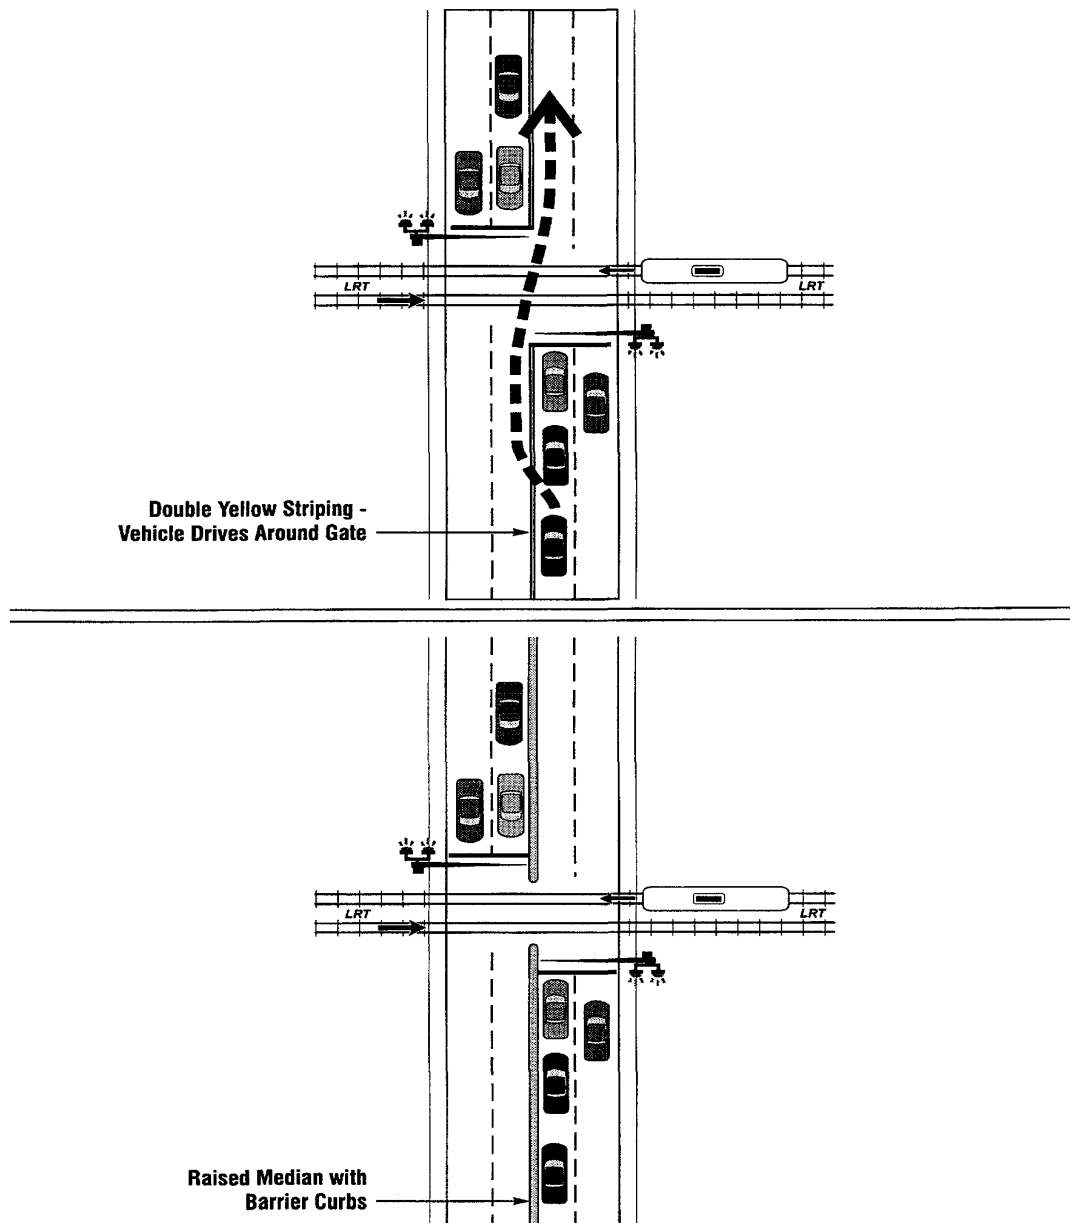 LRT
LRT
Double Yellow Striping -
Vehicle Drives Around Gate
LRT
LRT
Raised Median with
Barrier Curbs